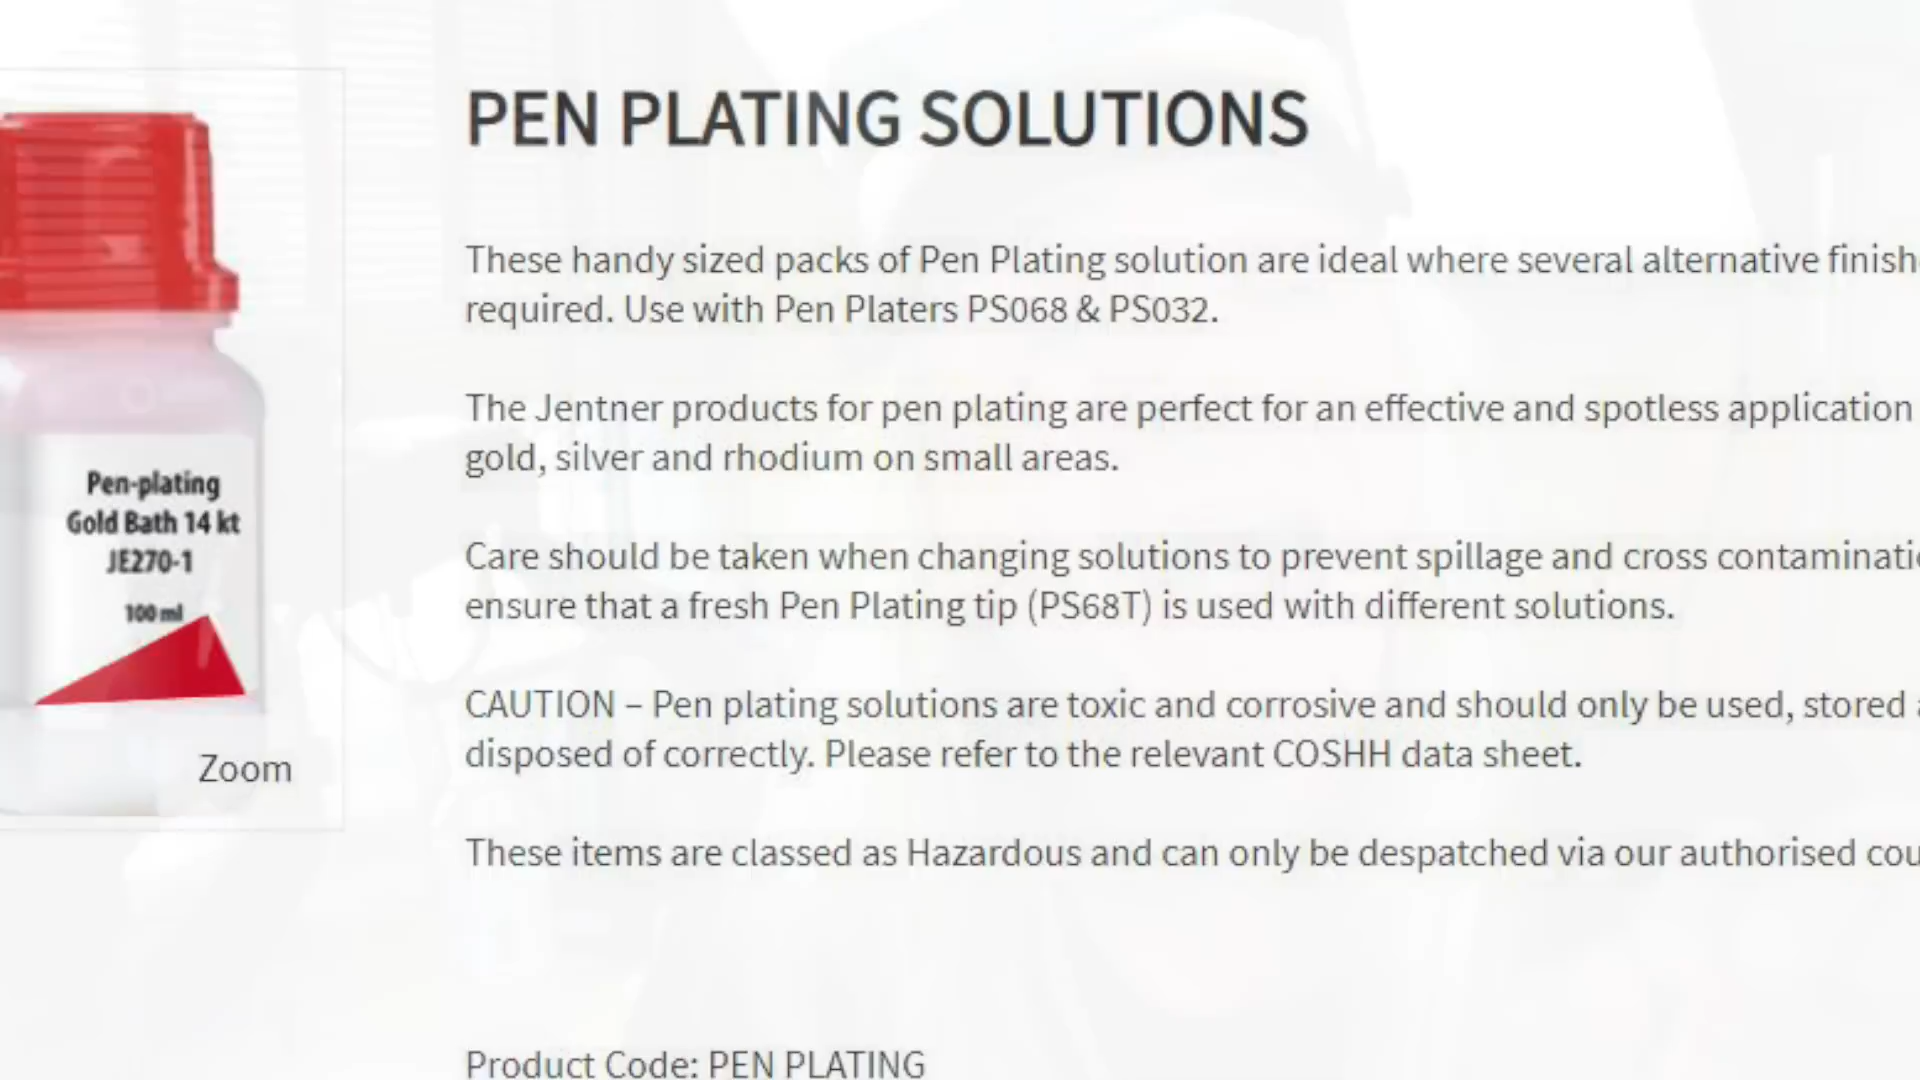 PEN PLATING SOLUTIONS
These handy sized packs of Pen Plating solution are ideal where several alternative
required. Use with Pen Platers PS068 & PS032.
The Jentner products for pen plating are perfect for an effective and spotless application
gold, silver and rhodium on small areas.
Care should be taken when changing solutions to prevent spillage and cross
ensure that a fresh Pen Plating tip (PS68T) is used with different solutions.
CAUTION – Pen plating solutions are toxic and corrosive and should only be used, stored
disposed of correctly. Please refer to the relevant COSHH data sheet.
These items are classed as Hazardous and can only be despatched via our authorised
Product Code: PEN PLATING
Pen-plating
Gold Bath 14 kt
JE270-1
100 ml
Zoom